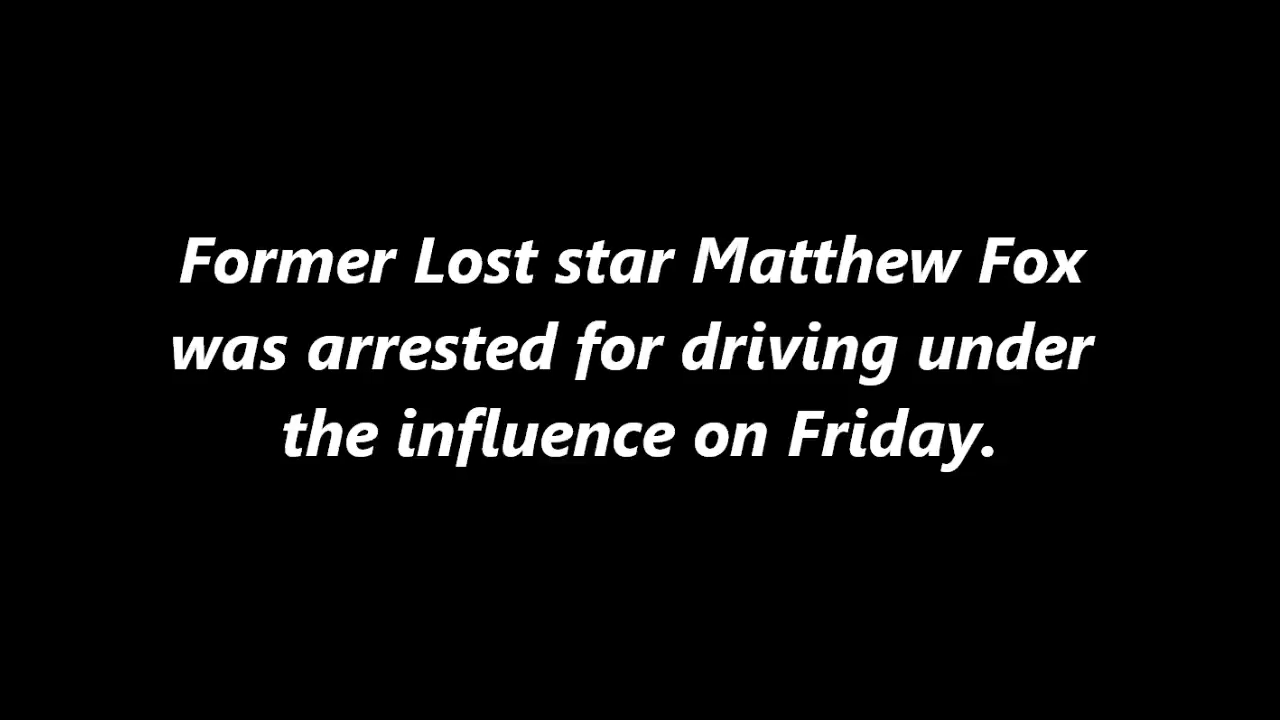 Former Lost star Matthew Fox
was arrested for driving under
the influence on Friday.